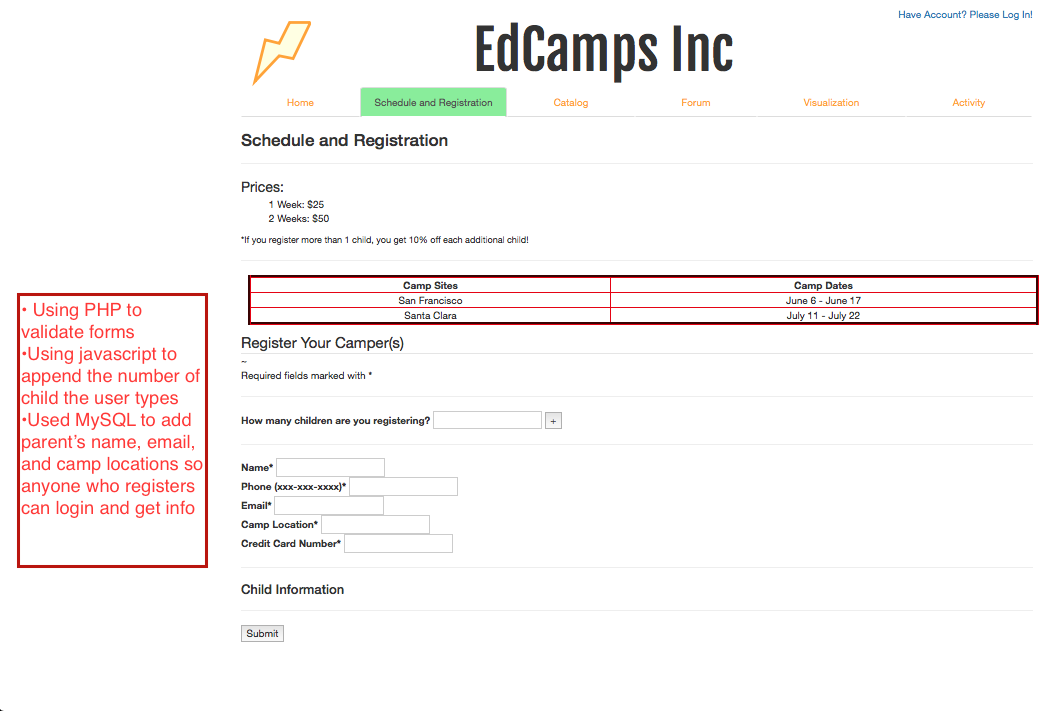 Have Account? Please Log In!
EdCamps Inc
Home Schedule and Registration Catalog Forum Visualization Activity
Schedule and Registration
Prices:
1 Week: $25
2 Weeks: $50
*If you register more than 1 child, you get 10% off each additional child!
Camp Sites Camp Dates
San Francisco June 6 - June 17
Santa Clara July 11 - July 22
Register Your Camper(s)
~
Required fields marked with *
How many children are you registering? +
Name*
Phone (xxx-xxx-xxxx)*
Email*
Camp Location*
Credit Card Number*
Child Information
Submit
• Using PHP to
validate forms
•Using javascript to
append the number of
child the user types
•Used MySQL to add
parent's name, email,
and camp locations so
anyone who registers
can login and get info